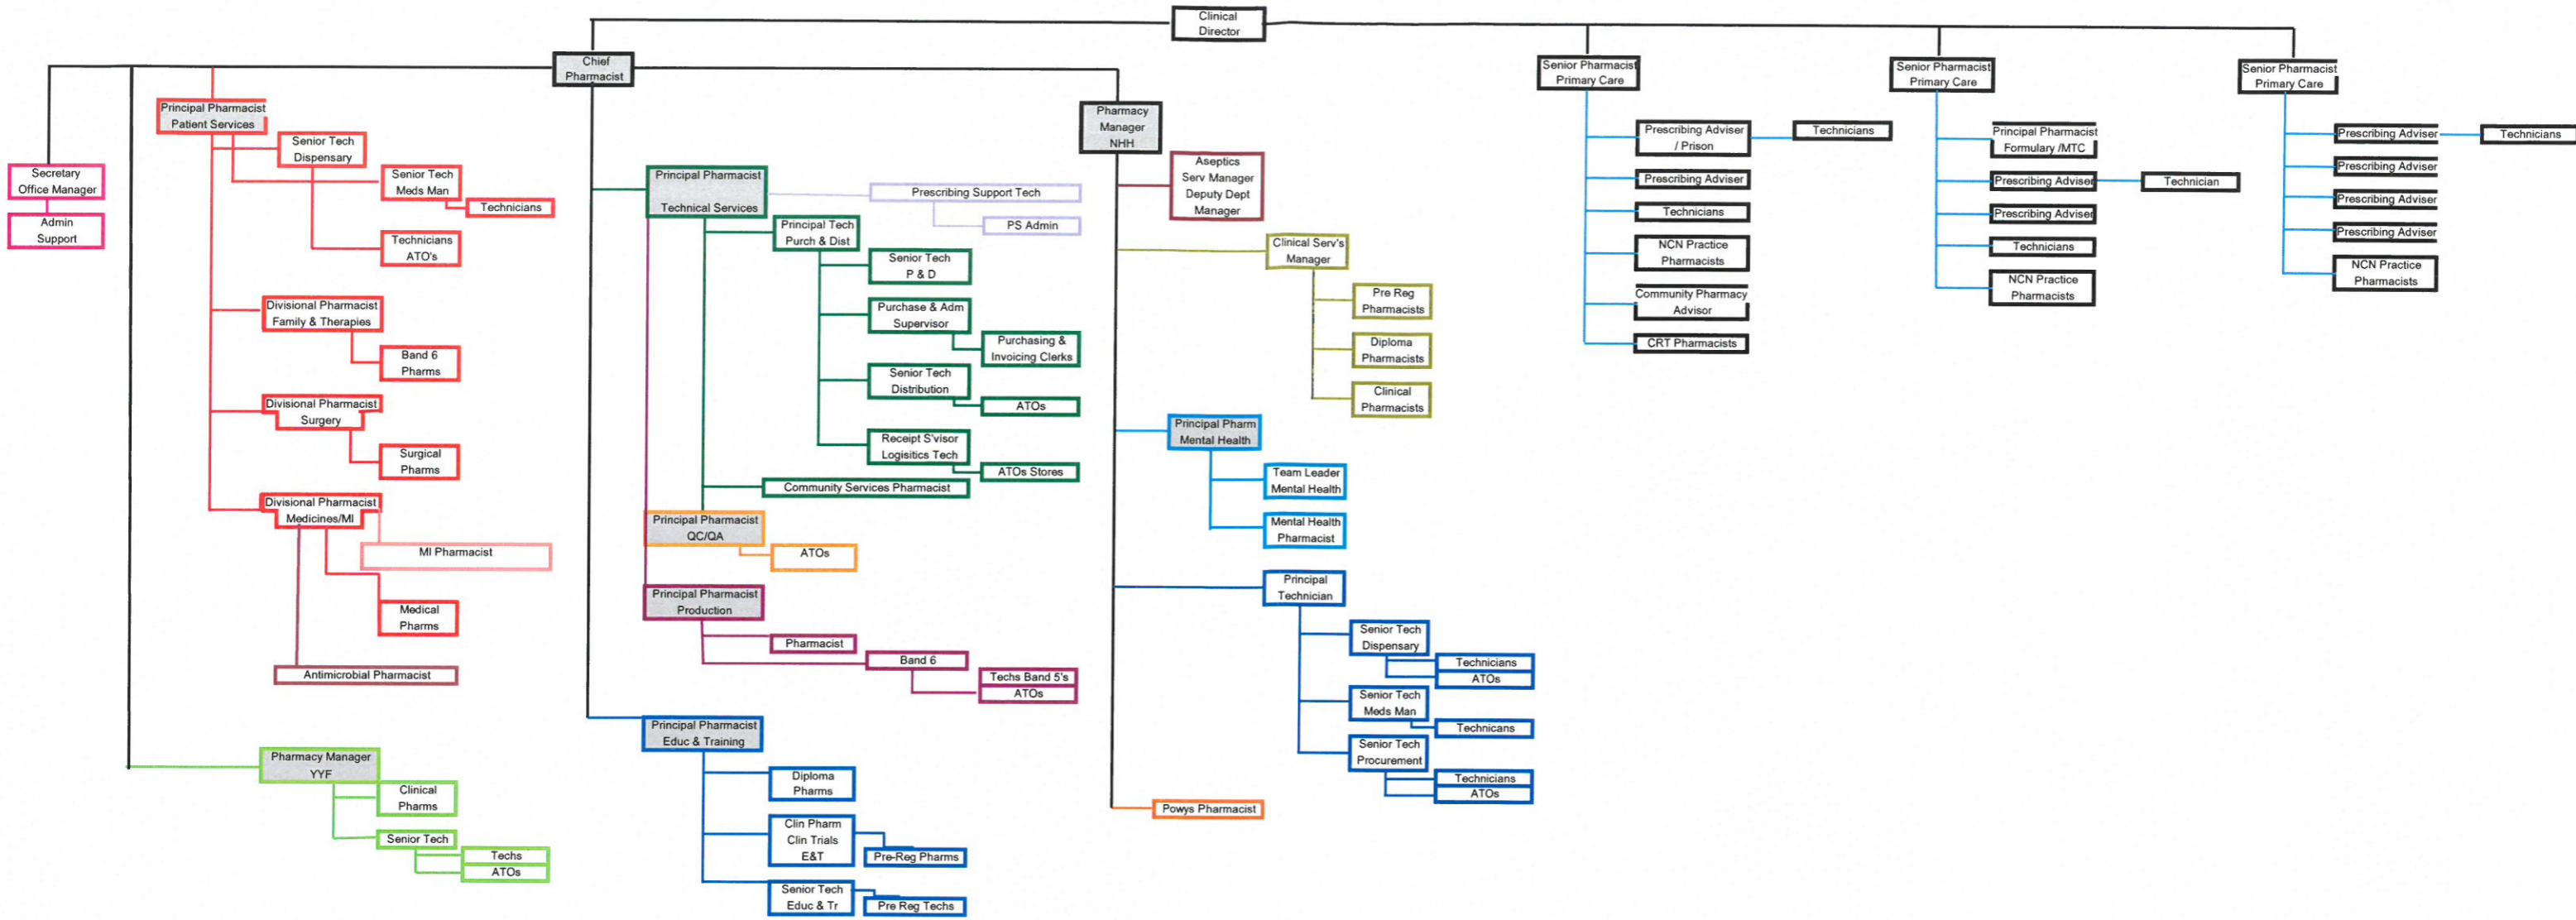 Clinical
Director
Chief
Pharmacist
Secretary
Office Manager
Admin
Support
Principal Pharmacist
Patient Services
Senior Tech
Dispensary
Senior Tech
Meds Man
Technicians
Technicians
ATO's
Divisional Pharmacist
Family & Therapies
Band 6
Pharms
Divisional Pharmacist
Surgery
Surgical
Pharms
Divisional Pharmacist
Medicines/MI
MI Pharmacist
Medical
Pharms
Antimicrobial Pharmacist
Pharmacy Manager
YYF
Clinical
Pharms
Senior Tech
Techs
ATOs
Principal Pharmacist
Technical Services
Prescribing Support Tech
PS Admin
Principal Tech
Purch & Dist
Senior Tech
P & D
Purchase & Adm
Supervisor
Purchasing &
Invoicing Clerks
Senior Tech
Distribution
ATOs
Receipt S'visor
Logisitics Tech
ATOs Stores
Community Services Pharmacist
Principal Pharmacist
QC/QA
ATOs
Principal Pharmacist
Production
Pharmacist
Band 6
Techs Band 5's
ATOs
Principal Pharmacist
Educ & Training
Diploma
Pharms
Clin Pharm
Clin Trials
E&T
Pre-Reg Pharms
Senior Tech
Educ & Tr
Pre Reg Techs
Pharmacy
Manager
NHH
Aseptics
Serv Manager
Deputy Dept
Manager
Clinical Serv's
Manager
Pre Reg
Pharmacists
Diploma
Pharmacists
Clinical
Pharmacists
Principal Pharm
Mental Health
Team Leader
Mental Health
Mental Health
Pharmacist
Principal
Technician
Senior Tech
Dispensary
Technicians
ATOs
Senior Tech
Meds Man
Technicans
Senior Tech
Procurement
Technicians
ATOs
Powys Pharmacist
Senior Pharmacist
Primary Care
Prescribing Adviser
/ Prison
Technicians
Prescribing Adviser
Technicians
NCN Practice
Pharmacists
Community Pharmacy
Advisor
CRT Pharmacists
Senior Pharmacist
Primary Care
Principal Pharmacist
Formulary /MTC
Prescribing Adviser
Technician
Prescribing Adviser
Technicians
NCN Practice
Pharmacists
Senior Pharmacist
Primary Care
Prescribing Adviser
Technicians
Prescribing Adviser
Prescribing Adviser
Prescribing Adviser
NCN Practice
Pharmacists